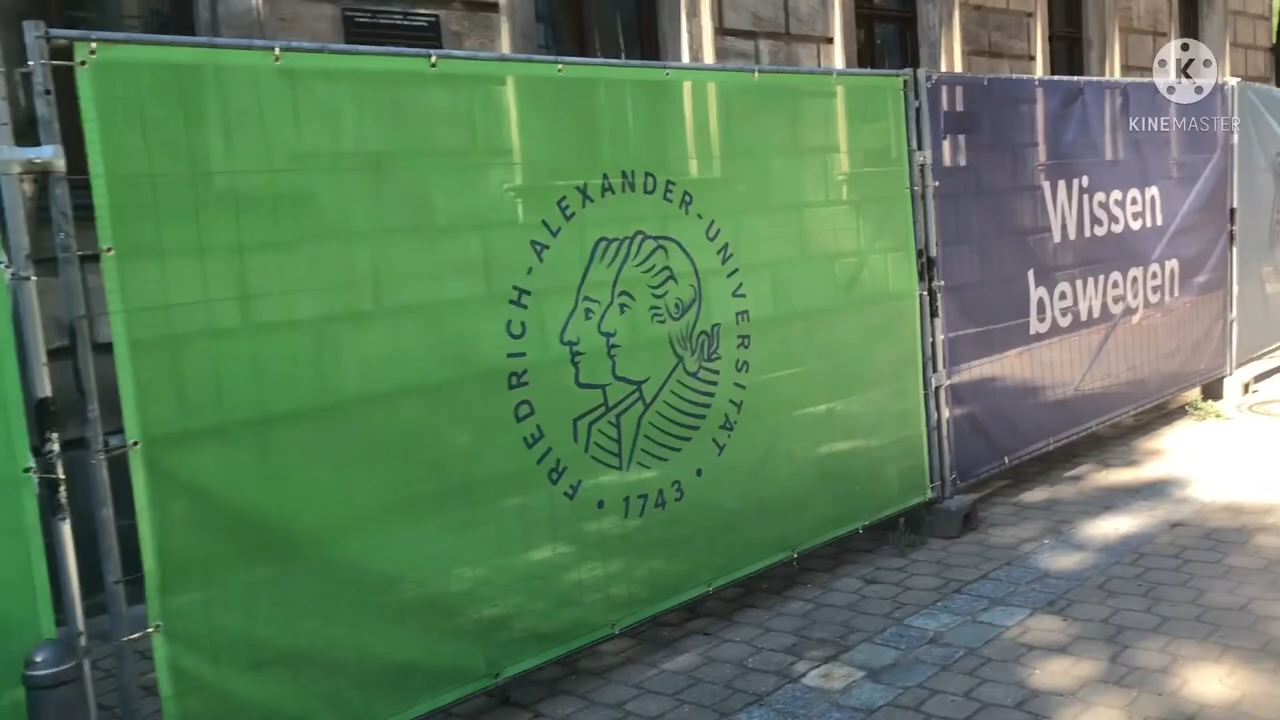 FRIEDRICH-ALEXANDER-UNIVERSITÄT
• 1743 •
Wissen
bewegen
K
KINEMASTER